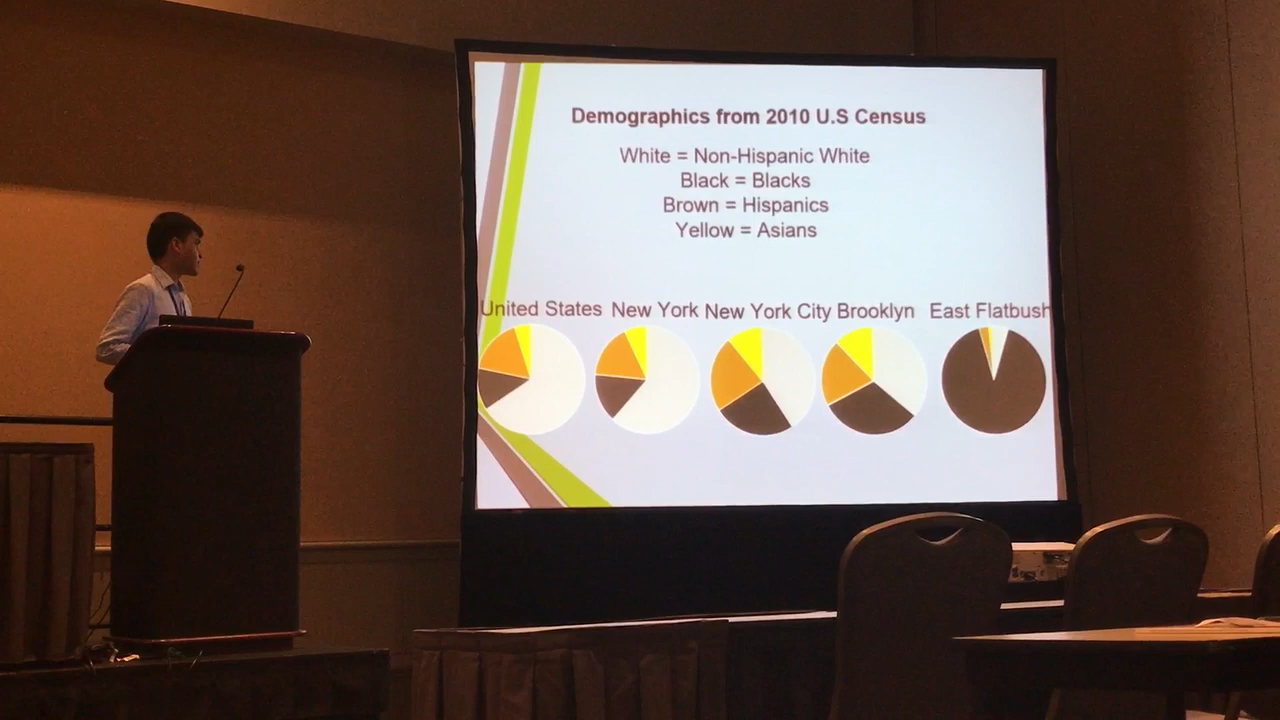 Demographics from 2010 U.S Census
White = Non-Hispanic White
Black = Blacks
Brown = Hispanics
Yellow = Asians
United States New York New York City Brooklyn East Flatbush